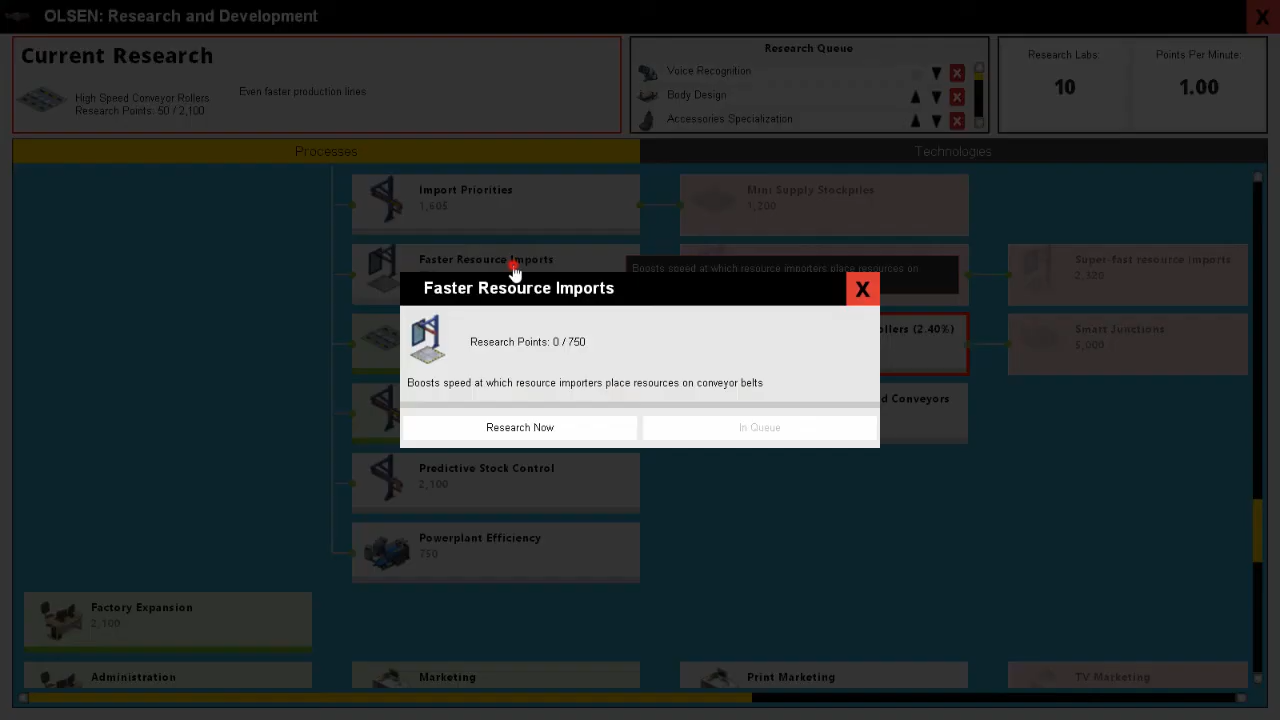 OLSEN: Research and Development
X
Current Research
High Speed Conveyor Rollers
Research Points: 50 / 2,100
Even faster production lines
Research Queue
Voice Recognition
Body Design
Accessories Specialization
Research Labs:
10
Points Per Minute:
1.00
Processes
Technologies
Import Priorities
1,605
Mini Supply Stockpiles
1,200
Faster Resource Imports
Boosts speed at which resource importers place resources on
Super-fast resource imports
2,320
Faster Resource Imports
X
Research Points: 0 / 750
Boosts speed at which resource importers place resources on conveyor belts
Research Now
In Queue
ollers (2.40%)
Smart Junctions
5,000
d Conveyors
Predictive Stock Control
2,100
Powerplant Efficiency
750
Factory Expansion
2,100
Administration
Marketing
Print Marketing
TV Marketing